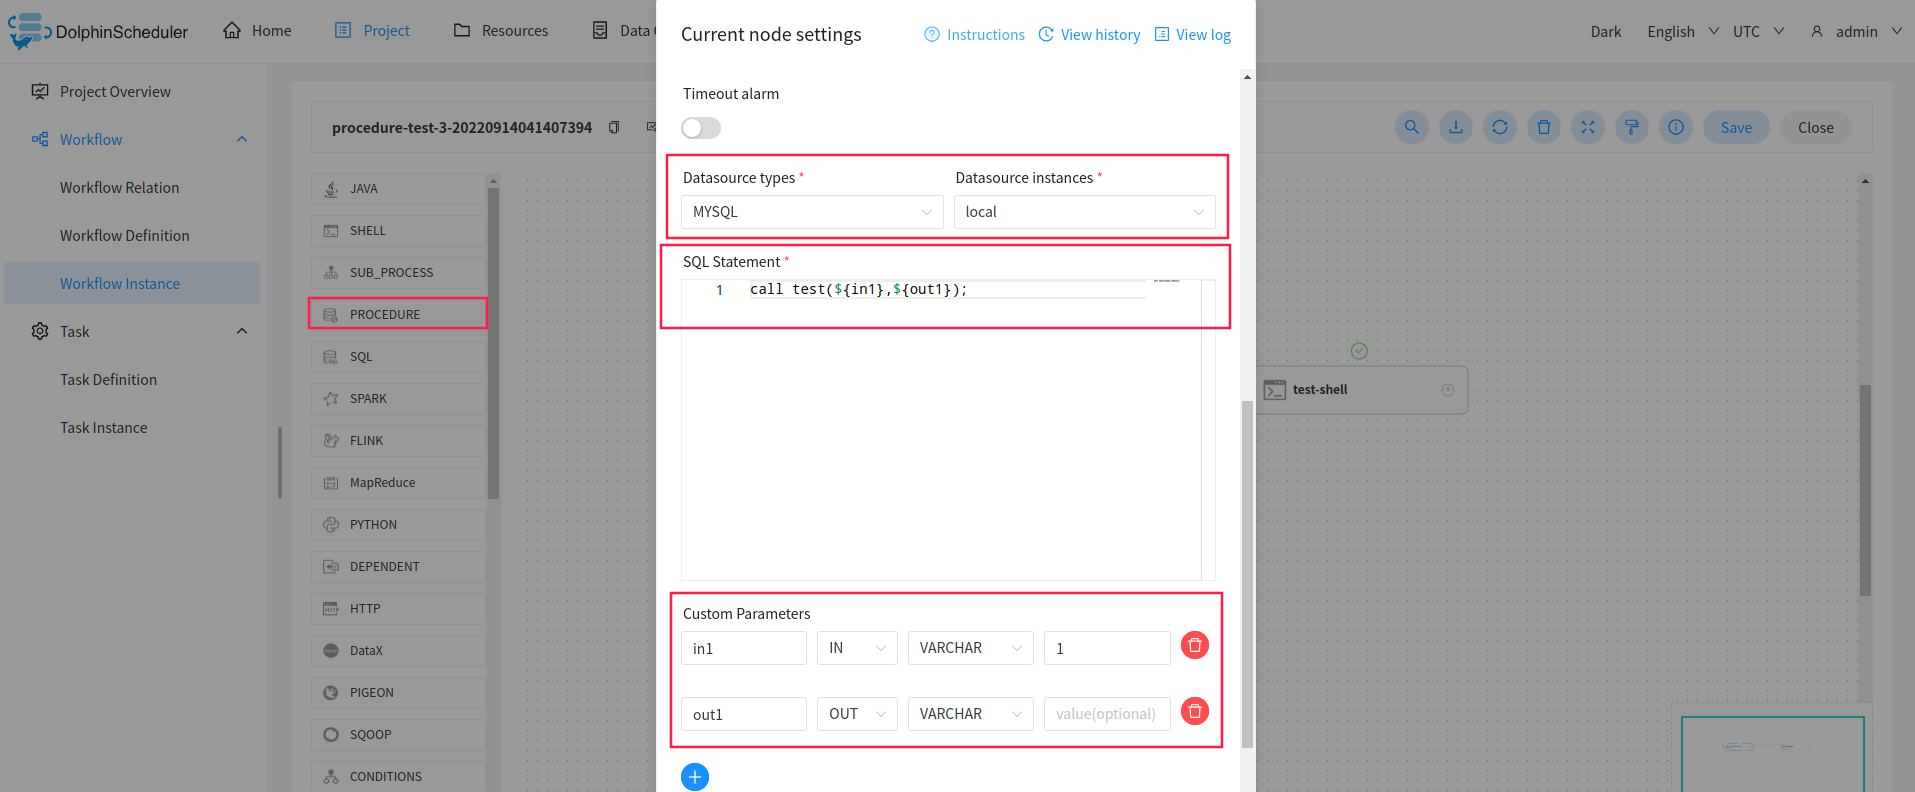 DolphinScheduler
Home
Project
Resources
Data
Dark
English
UTC
admin
Project Overview
Workflow
Workflow Relation
Workflow Definition
Workflow Instance
Task
Task Definition
Task Instance
procedure-test-3-20220914041407394
Save
Close
JAVA
SHELL
SUB_PROCESS
PROCEDURE
SQL
SPARK
FLINK
MapReduce
PYTHON
DEPENDENT
HTTP
DataX
PIGEON
SQOOP
CONDITIONS
Current node settings
Instructions
View history
View log
Timeout alarm
Datasource types *
Datasource instances *
MYSQL
local
SQL Statement *
1 call test(${in1},${out1});
Custom Parameters
in1 IN VARCHAR 1
out1 OUT VARCHAR value(optional)
test-shell